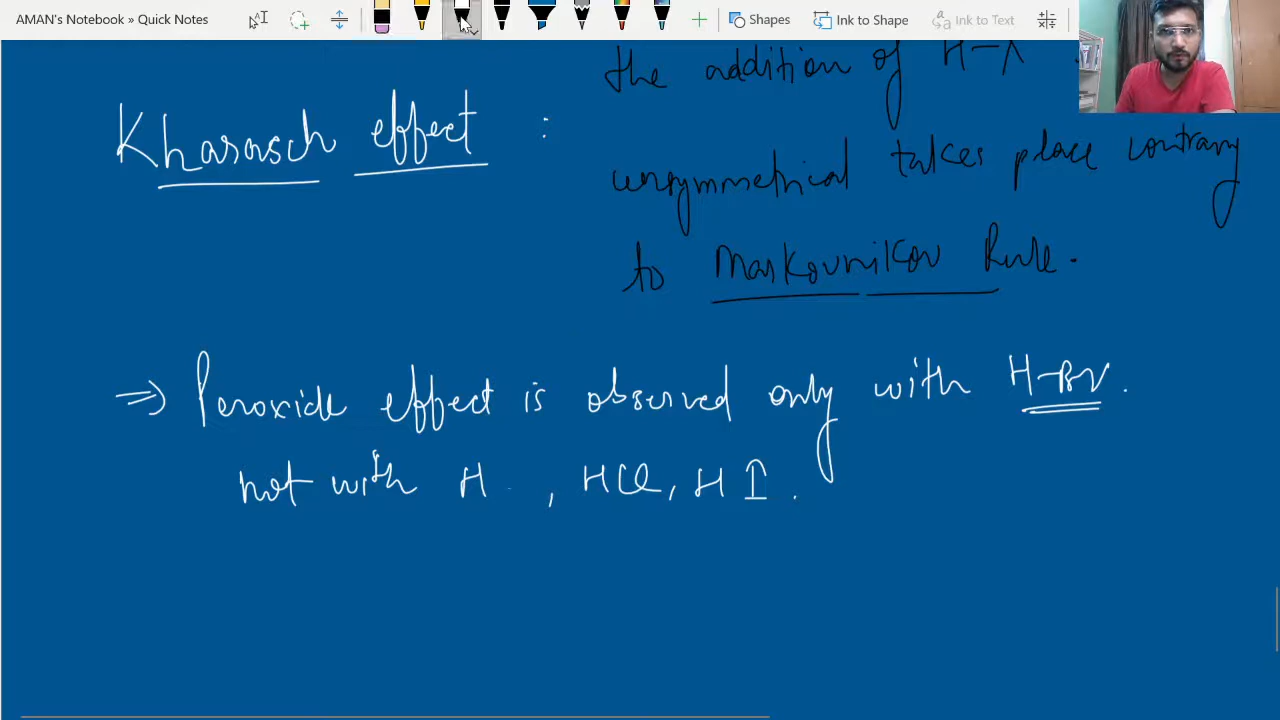 AMAN's Notebook » Quick Notes
Shapes
Ink to Shape
Ink to Text
the addition of H-X
Kharasch effect :
unsymmetrical takes place contrary
to Markovnikov Rule.
⇒ Peroxide effect is observed only with H-Br.
not with H , HCl, HI.